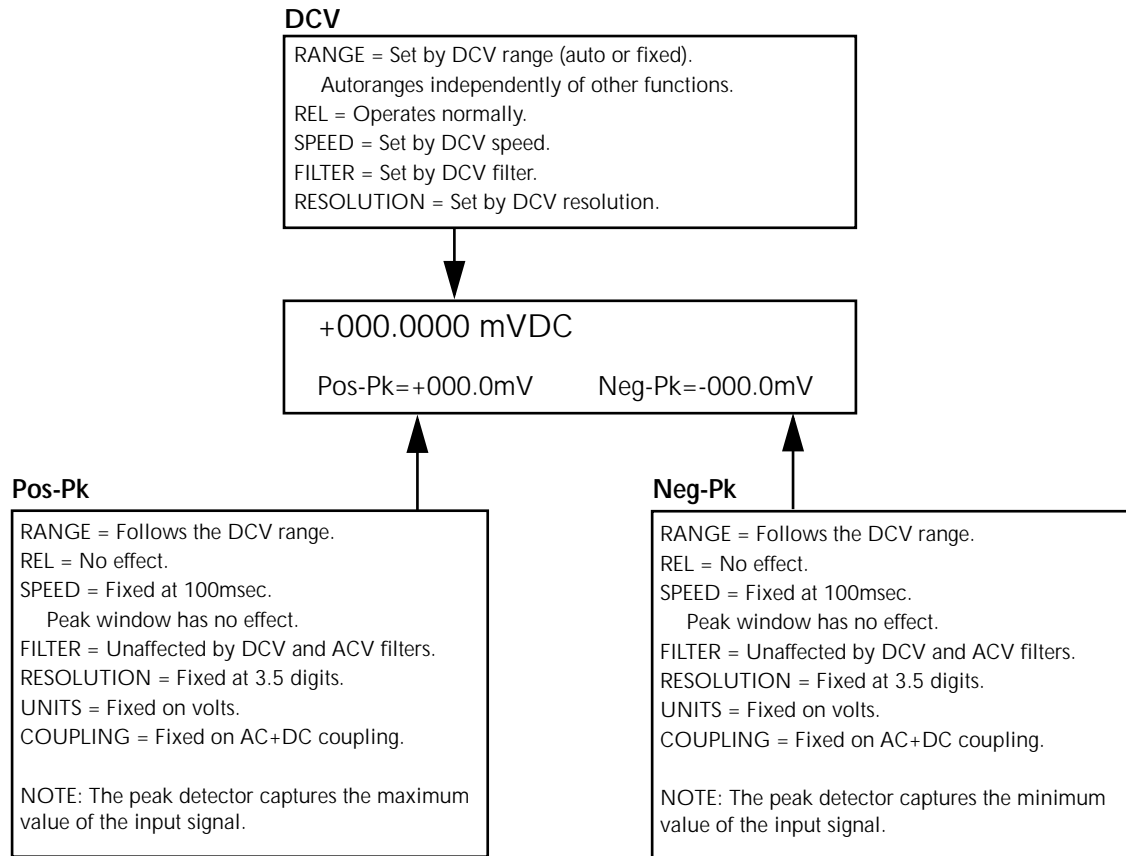 DCV
RANGE = Set by DCV range (auto or fixed).
Autoranges independently of other functions.
REL = Operates normally.
SPEED = Set by DCV speed.
FILTER = Set by DCV filter.
RESOLUTION = Set by DCV resolution.
+000.0000 mVDC
Pos-Pk=+000.0mV Neg-Pk=-000.0mV
Pos-Pk
RANGE = Follows the DCV range.
REL = No effect.
SPEED = Fixed at 100msec.
Peak window has no effect.
FILTER = Unaffected by DCV and ACV filters.
RESOLUTION = Fixed at 3.5 digits.
UNITS = Fixed on volts.
COUPLING = Fixed on AC+DC coupling.
NOTE: The peak detector captures the maximum
value of the input signal.
Neg-Pk
RANGE = Follows the DCV range.
REL = No effect.
SPEED = Fixed at 100msec.
Peak window has no effect.
FILTER = Unaffected by DCV and ACV filters.
RESOLUTION = Fixed at 3.5 digits.
UNITS = Fixed on volts.
COUPLING = Fixed on AC+DC coupling.
NOTE: The peak detector captures the minimum
value of the input signal.